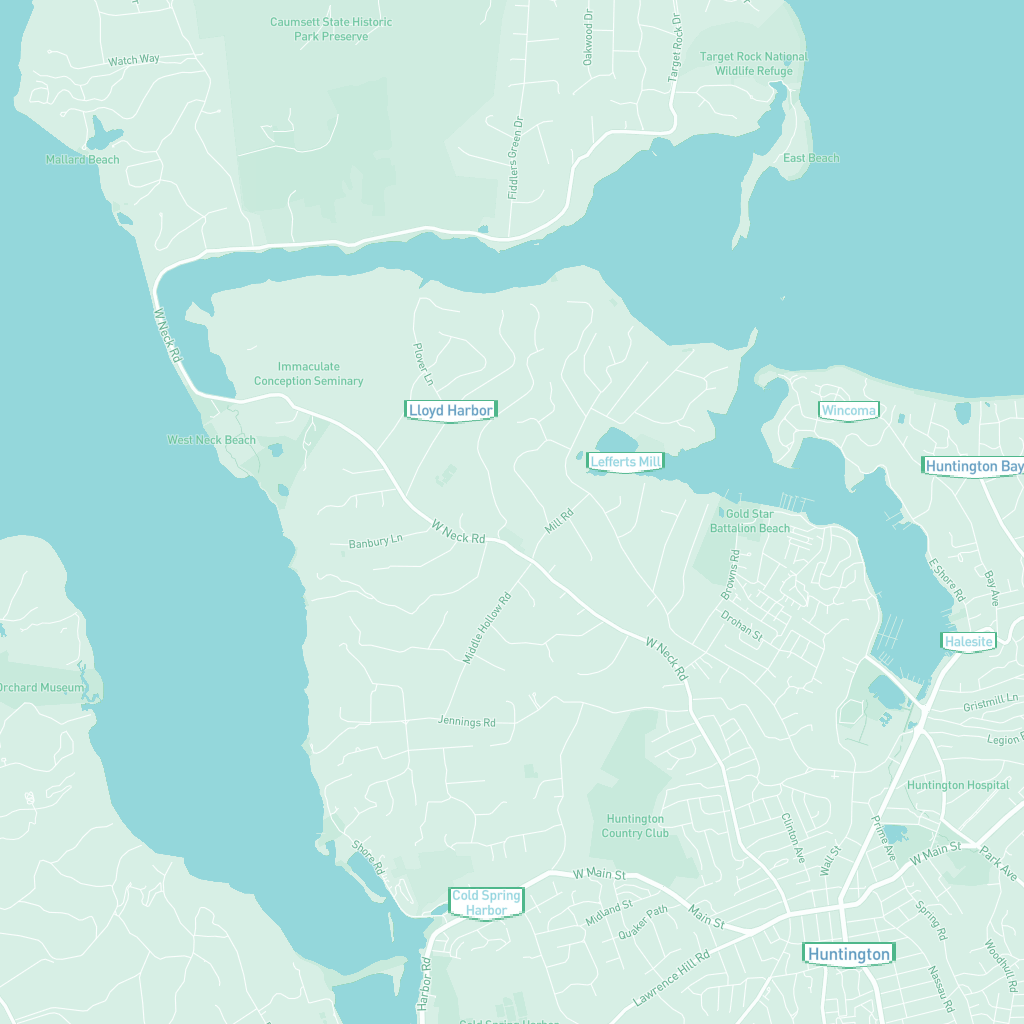 Caumsett State Historic
Park Preserve
Oakwood Dr
Target Rock Dr
Watch Way
Target Rock National
Wildlife Refuge
Mallard Beach
Fiddlers Green Dr
East Beach
W Neck Rd
Immaculate
Conception Seminary
Plover Ln
Lloyd Harbor
Wincoma
West Neck Beach
Lefferts Mill
Huntington Bay
Gold Star
Battalion Beach
Mill Rd
W Neck Rd
Banbury Ln
Browns Rd
E Shore Rd
Bay Ave
Middle Hollow Rd
Drohan St
W Neck Rd
Halesite
Orchard Museum
Gristmill Ln
Jennings Rd
Legion
Huntington Hospital
Huntington
Country Club
Clinton Ave
Prime Ave
Wall St
W Main St
Park Ave
Shore Rd
W Main St
Cold Spring
Harbor
Midland St
Quaker Path
Main St
Spring Rd
Huntington
Woodhull Rd
Lawrence Hill Rd
Nassau Rd
Harbor Rd
Cold Spring Harbor